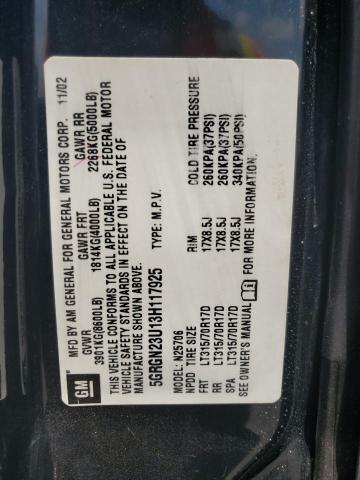 GM
MFD BY AM GENERAL FOR GENERAL MOTORS CORP. 11/02
GVWR GAWR FRT GAWR RR
3901KG(8600LB) 1814KG(4000LB) 2268KG(5000LB)
THIS VEHICLE CONFORMS TO ALL APPLICABLE U.S. FEDERAL MOTOR
VEHICLE SAFETY STANDARDS IN EFFECT ON THE DATE OF
MANUFACTURE SHOWN ABOVE.
5GRGN23U13H117925 TYPE: M.P.V.
N25706
NPDD TIRE SIZE RIM COLD TIRE PRESSURE
FRT LT315/70R17D 17X8.5J 260KPA(37PSI)
RR LT315/70R17D 17X8.5J 260KPA(37PSI)
SPA LT315/70R17D 17X8.5J 340KPA(50PSI)
SEE OWNER'S MANUAL FOR MORE INFORMATION.